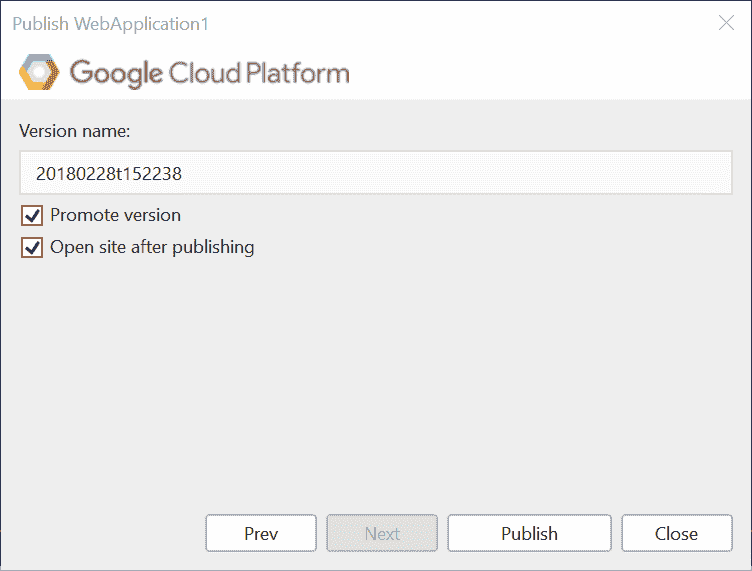 Publish WebApplication1
Google Cloud Platform
Version name:
20180228t152238
Promote version
Open site after publishing
Prev Next Publish Close